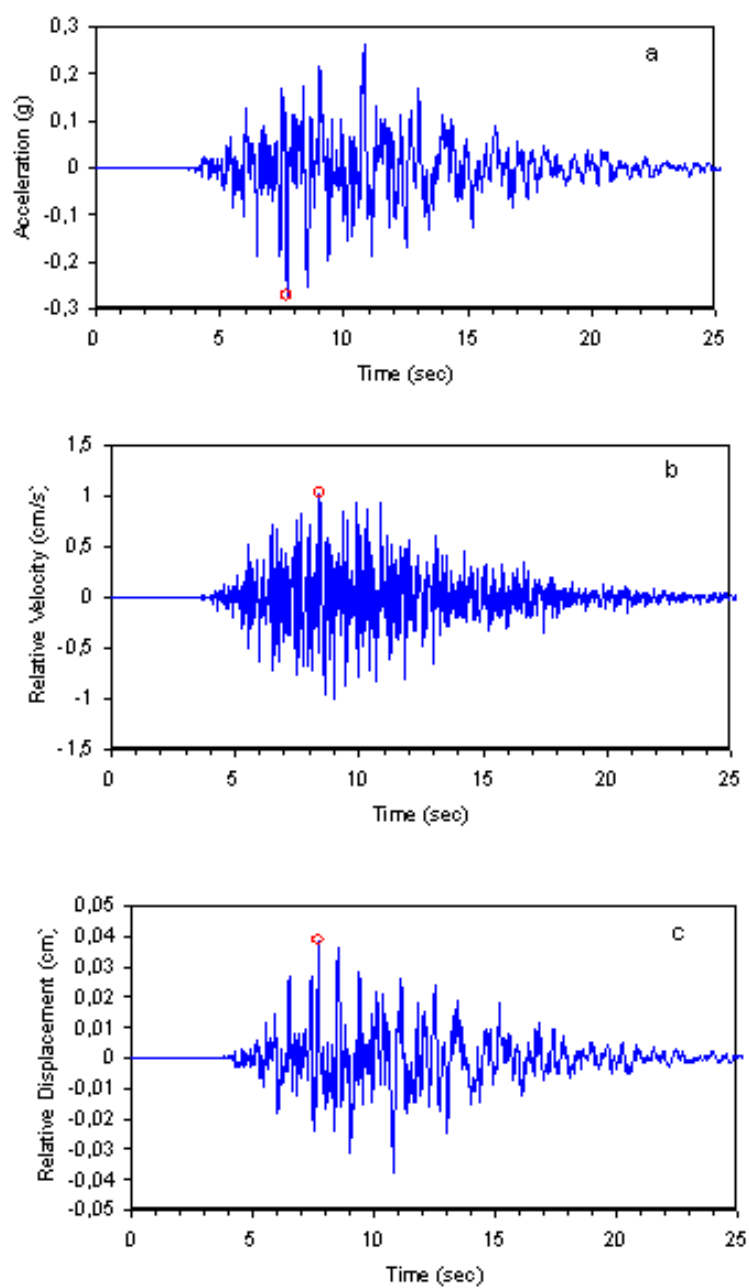 0,3
a
0,2
0,1
0
-0,1
-0,2
-0,3
Acceleration (g)
0 5 10 15 20 25
Time (sec)
1,5
b
1
0,5
0
-0,5
-1
-1,5
Relative Velocity (cm/s)
0 5 10 15 20 25
Time (sec)
0,05
c
0,04
0,03
0,02
0,01
0
-0,01
-0,02
-0,03
-0,04
-0,05
Relative Displacement (cm)
0 5 10 15 20 25
Time (sec)